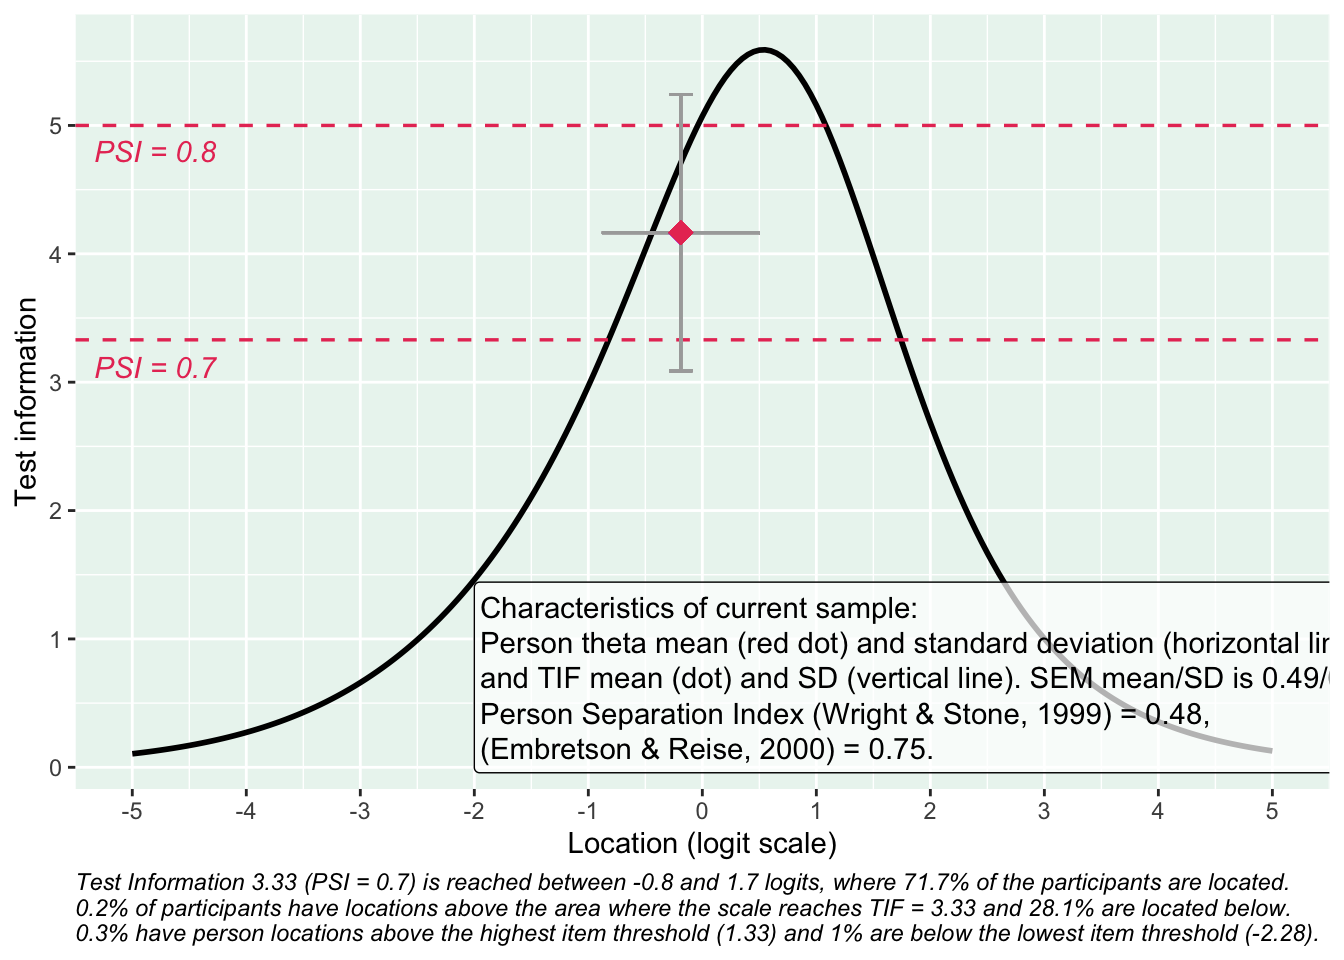 5
PSI = 0.8
4
PSI = 0.7
3
2
1
0
Test information
Characteristics of current sample:
Person theta mean (red dot) and standard deviation (horizontal
and TIF mean (dot) and SD (vertical line). SEM mean/SD is 0.49/
Person Separation Index (Wright & Stone, 1999) = 0.48,
(Embretson & Reise, 2000) = 0.75.
-5 -4 -3 -2 -1 0 1 2 3 4 5
Location (logit scale)
Test Information 3.33 (PSI = 0.7) is reached between -0.8 and 1.7 logits, where 71.7% of the participants are located.
0.2% of participants have locations above the area where the scale reaches TIF = 3.33 and 28.1% are located below.
0.3% have person locations above the highest item threshold (1.33) and 1% are below the lowest item threshold (-2.28).